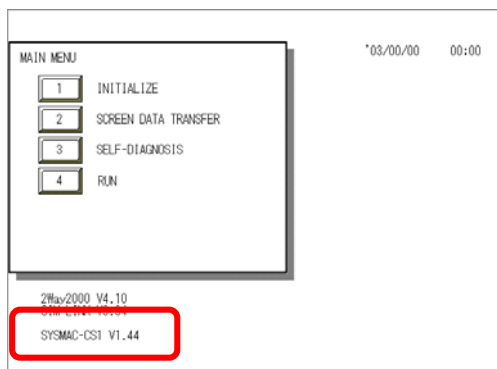 '03/00/00 00:00
MAIN MENU
1 INITIALIZE
2 SCREEN DATA TRANSFER
3 SELF-DIAGNOSIS
4 RUN
2Way2000 V4.10
SYSMAC-CS1 V1.44